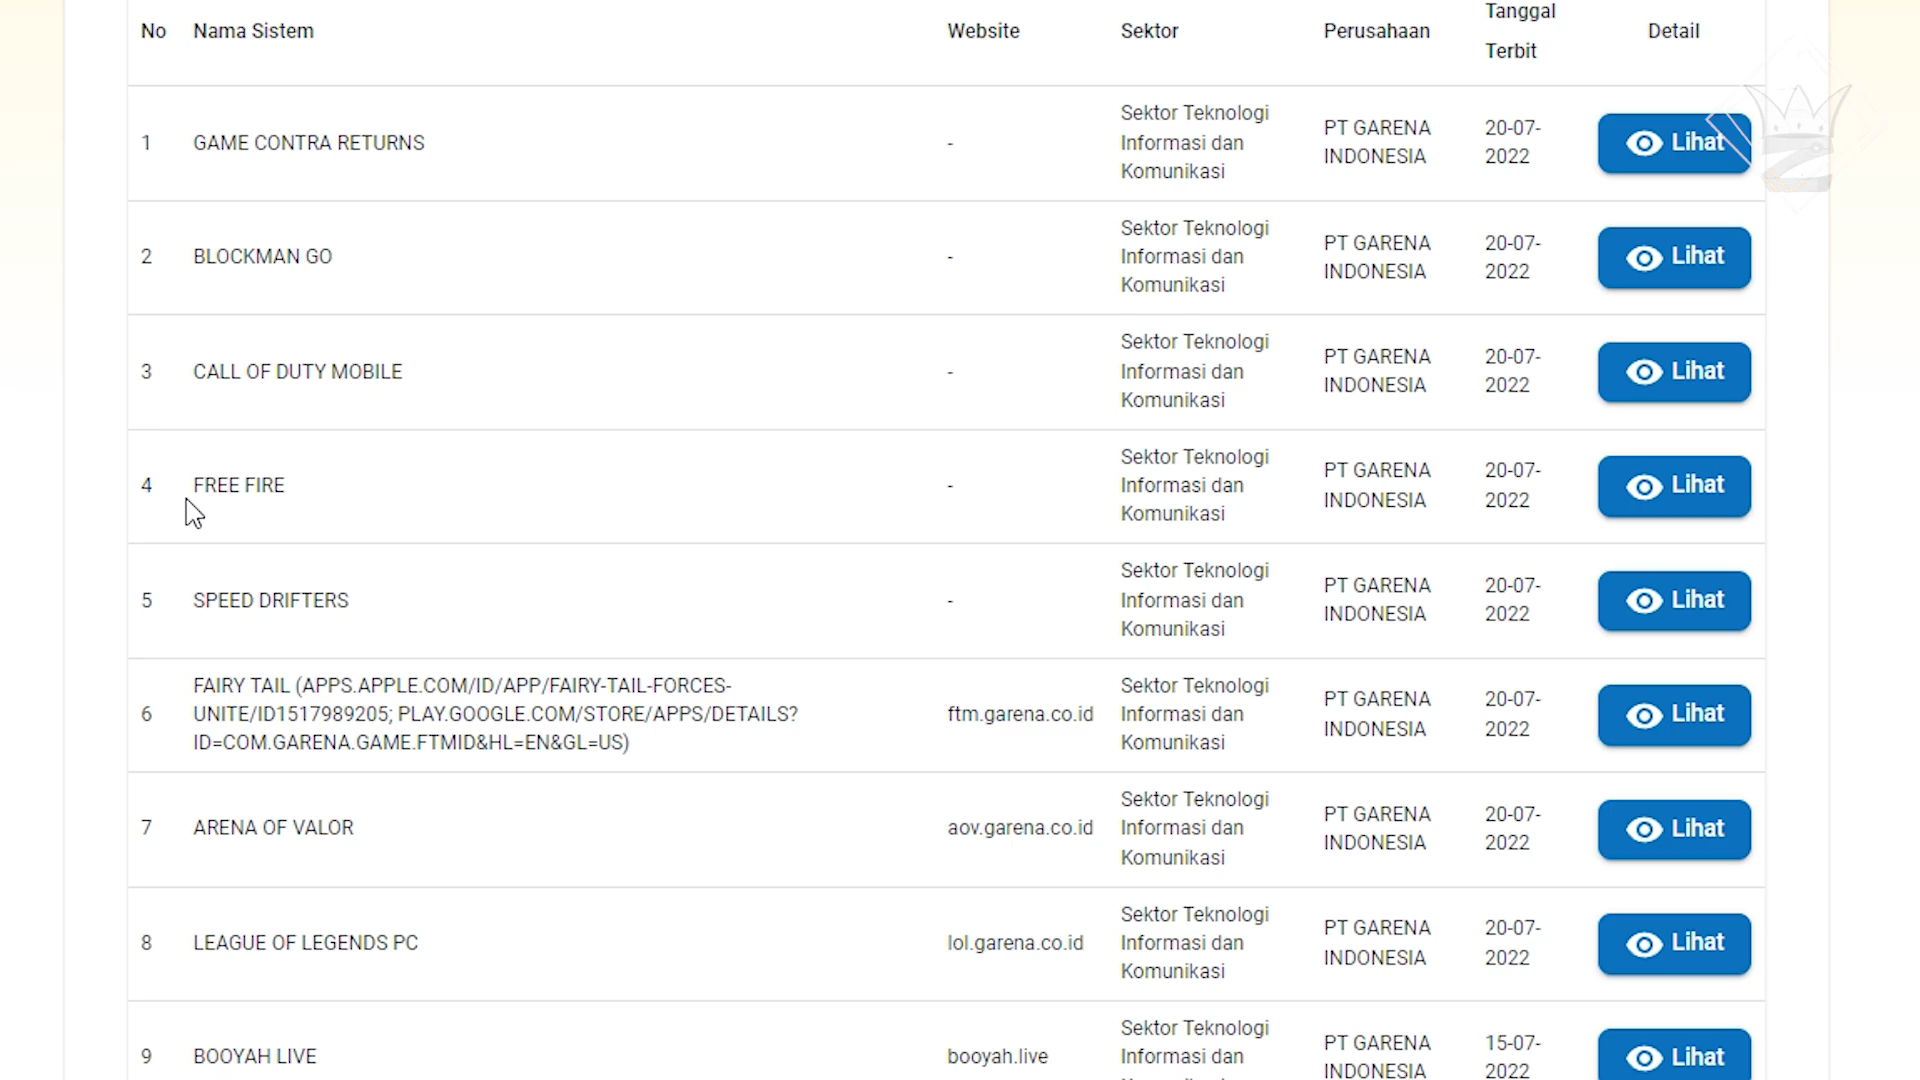 No Nama Sistem Website Sektor Perusahaan Tanggal Terbit Detail
1 GAME CONTRA RETURNS - Sektor Teknologi Informasi dan Komunikasi PT GARENA INDONESIA 20-07-2022 Lihat
2 BLOCKMAN GO - Sektor Teknologi Informasi dan Komunikasi PT GARENA INDONESIA 20-07-2022 Lihat
3 CALL OF DUTY MOBILE - Sektor Teknologi Informasi dan Komunikasi PT GARENA INDONESIA 20-07-2022 Lihat
4 FREE FIRE - Sektor Teknologi Informasi dan Komunikasi PT GARENA INDONESIA 20-07-2022 Lihat
5 SPEED DRIFTERS - Sektor Teknologi Informasi dan Komunikasi PT GARENA INDONESIA 20-07-2022 Lihat
6 FAIRY TAIL (APPS.APPLE.COM/ID/APP/FAIRY-TAIL-FORCES-UNITE/ID1517989205; PLAY.GOOGLE.COM/STORE/APPS/DETAILS?ID=COM.GARENA.GAME.FTMID&HL=EN&GL=US) ftm.garena.co.id Sektor Teknologi Informasi dan Komunikasi PT GARENA INDONESIA 20-07-2022 Lihat
7 ARENA OF VALOR aov.garena.co.id Sektor Teknologi Informasi dan Komunikasi PT GARENA INDONESIA 20-07-2022 Lihat
8 LEAGUE OF LEGENDS PC lol.garena.co.id Sektor Teknologi Informasi dan Komunikasi PT GARENA INDONESIA 20-07-2022 Lihat
9 BOOYAH LIVE booyah.live Sektor Teknologi Informasi dan PT GARENA INDONESIA 15-07-2022 Lihat